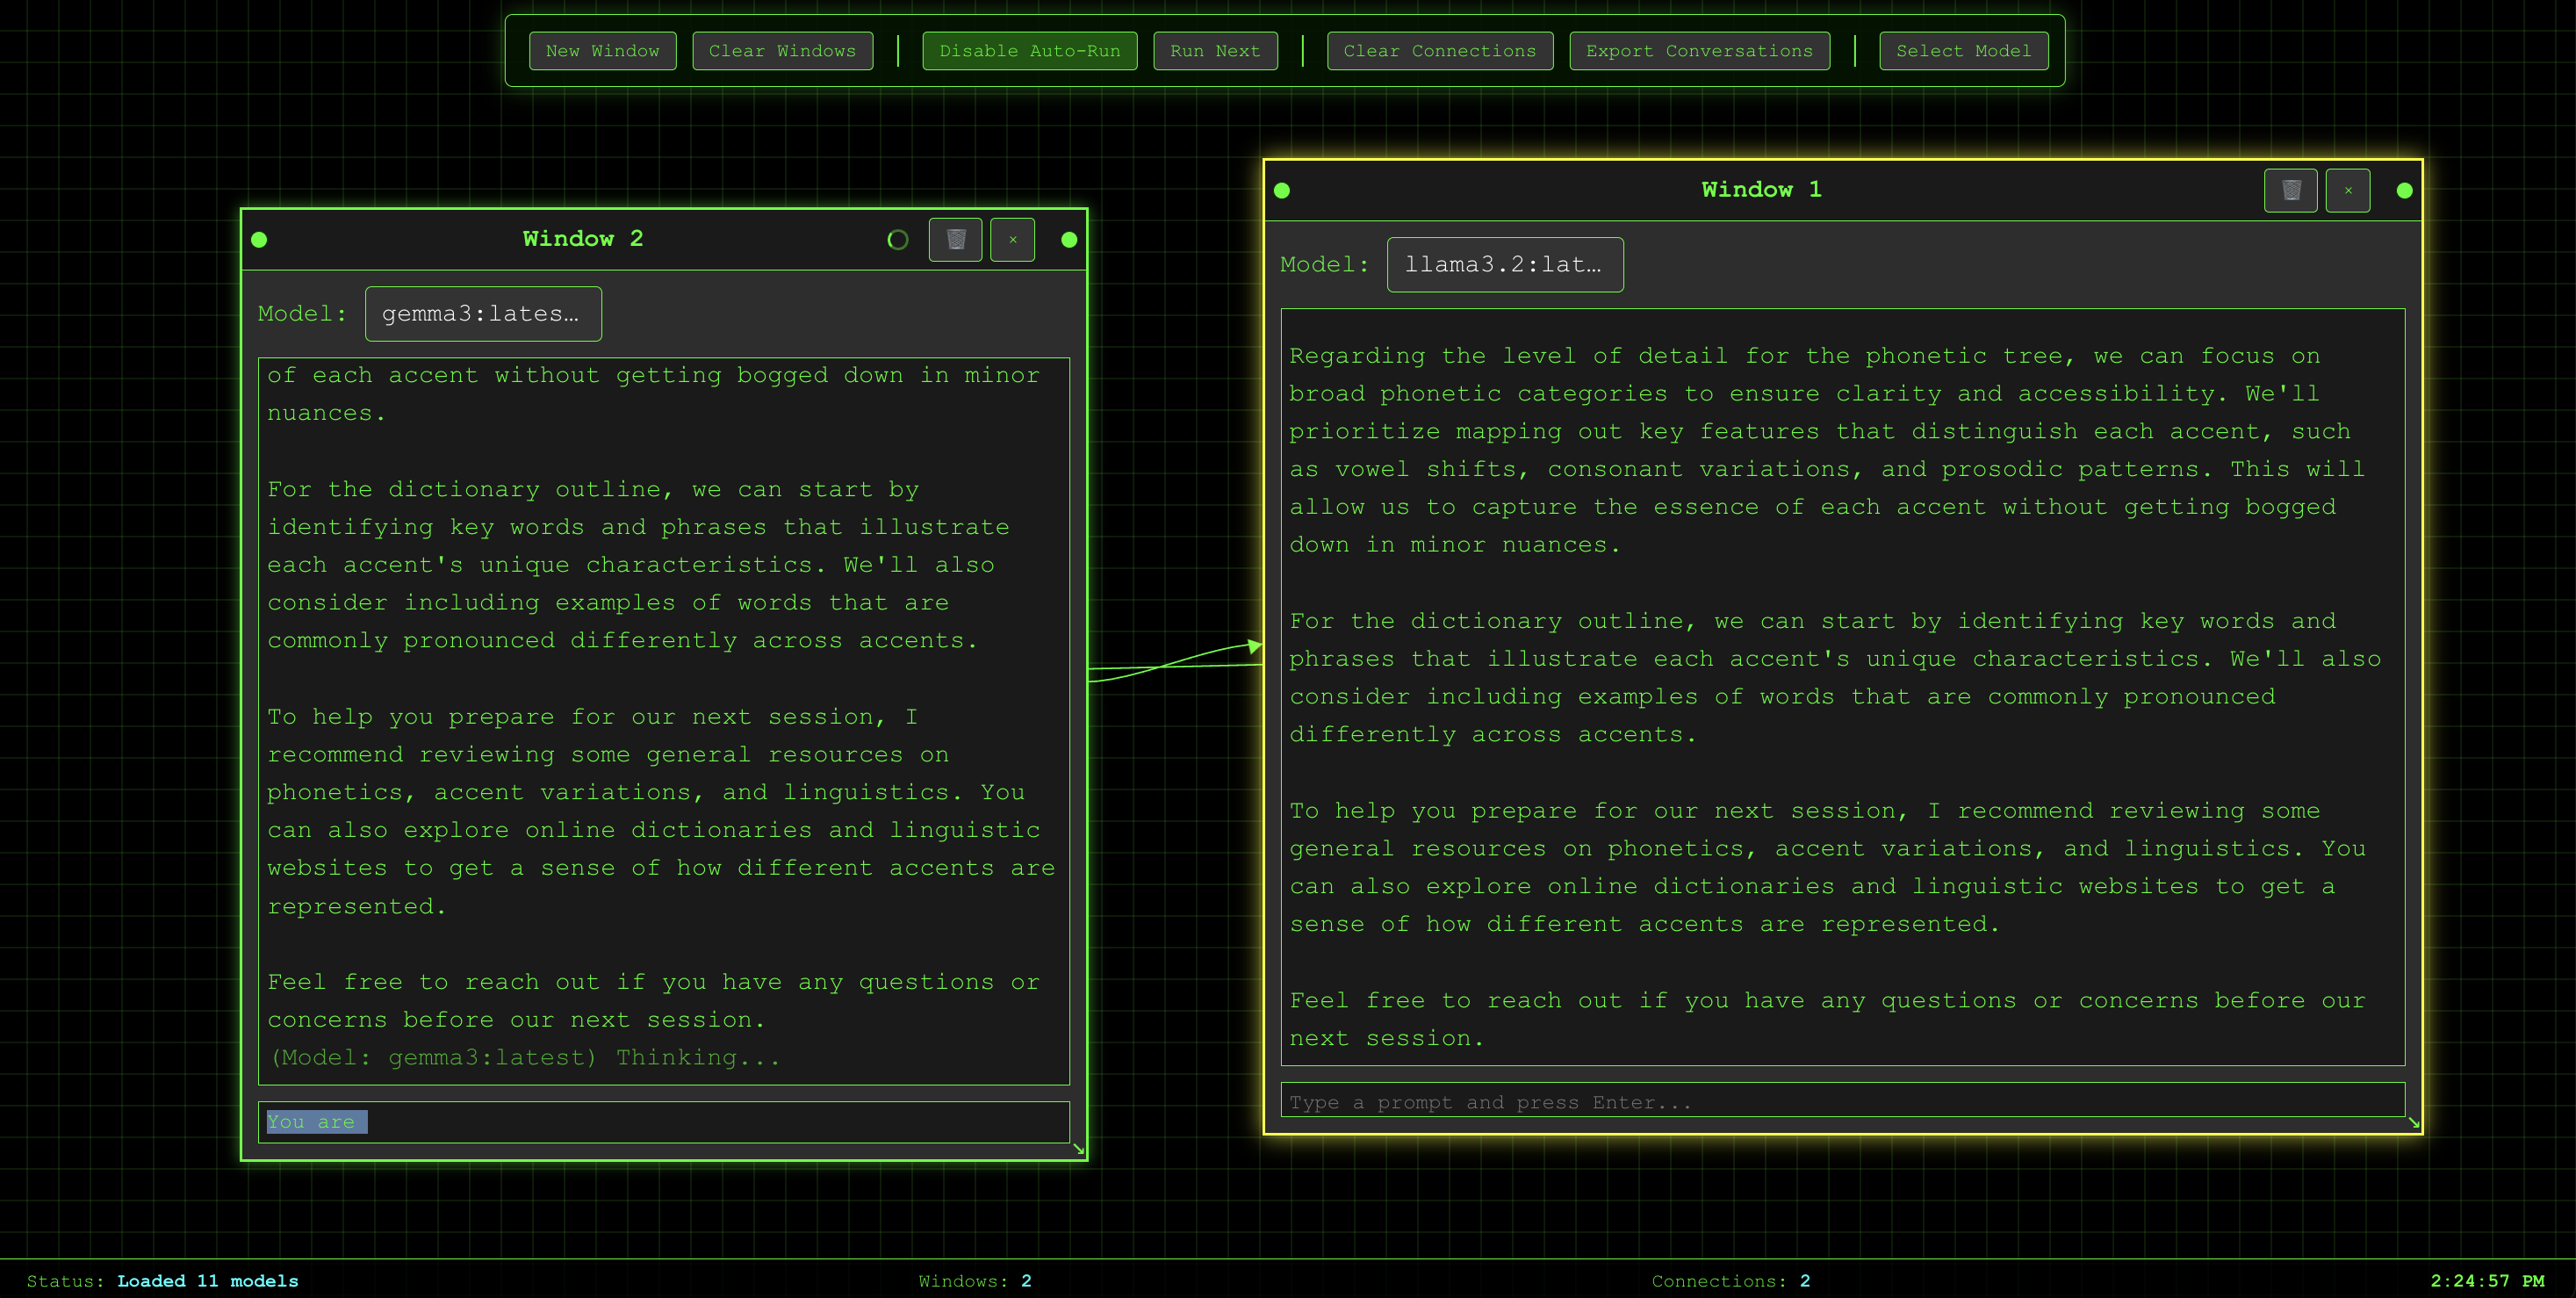 New Window Clear Windows Disable Auto-Run Run Next Clear Connections Export Conversations Select Model
Window 2 ×
Model: gemma3:lates…
of each accent without getting bogged down in minor
nuances.
For the dictionary outline, we can start by
identifying key words and phrases that illustrate
each accent's unique characteristics. We'll also
consider including examples of words that are
commonly pronounced differently across accents.
To help you prepare for our next session, I
recommend reviewing some general resources on
phonetics, accent variations, and linguistics. You
can also explore online dictionaries and linguistic
websites to get a sense of how different accents are
represented.
Feel free to reach out if you have any questions or
concerns before our next session.
(Model: gemma3:latest) Thinking...
You are
Window 1 ×
Model: llama3.2:lat…
Regarding the level of detail for the phonetic tree, we can focus on
broad phonetic categories to ensure clarity and accessibility. We'll
prioritize mapping out key features that distinguish each accent, such
as vowel shifts, consonant variations, and prosodic patterns. This will
allow us to capture the essence of each accent without getting bogged
down in minor nuances.
For the dictionary outline, we can start by identifying key words and
phrases that illustrate each accent's unique characteristics. We'll also
consider including examples of words that are commonly pronounced
differently across accents.
To help you prepare for our next session, I recommend reviewing some
general resources on phonetics, accent variations, and linguistics. You
can also explore online dictionaries and linguistic websites to get a
sense of how different accents are represented.
Feel free to reach out if you have any questions or concerns before our
next session.
Type a prompt and press Enter...
Status: Loaded 11 models Windows: 2 Connections: 2 2:24:57 PM